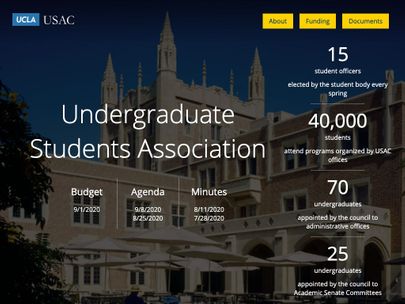 UCLA USAC
About Funding Documents
15
student officers
elected by the student body every
spring
40,000
students
attend programs organized by USAC
offices
70
undergraduates
appointed by the council to
administrative offices
25
undergraduates
appointed by the council to
Academic Senate Committees
Undergraduate
Students Association
Budget Agenda Minutes
9/1/2020 9/8/2020 8/11/2020
8/25/2020 7/28/2020